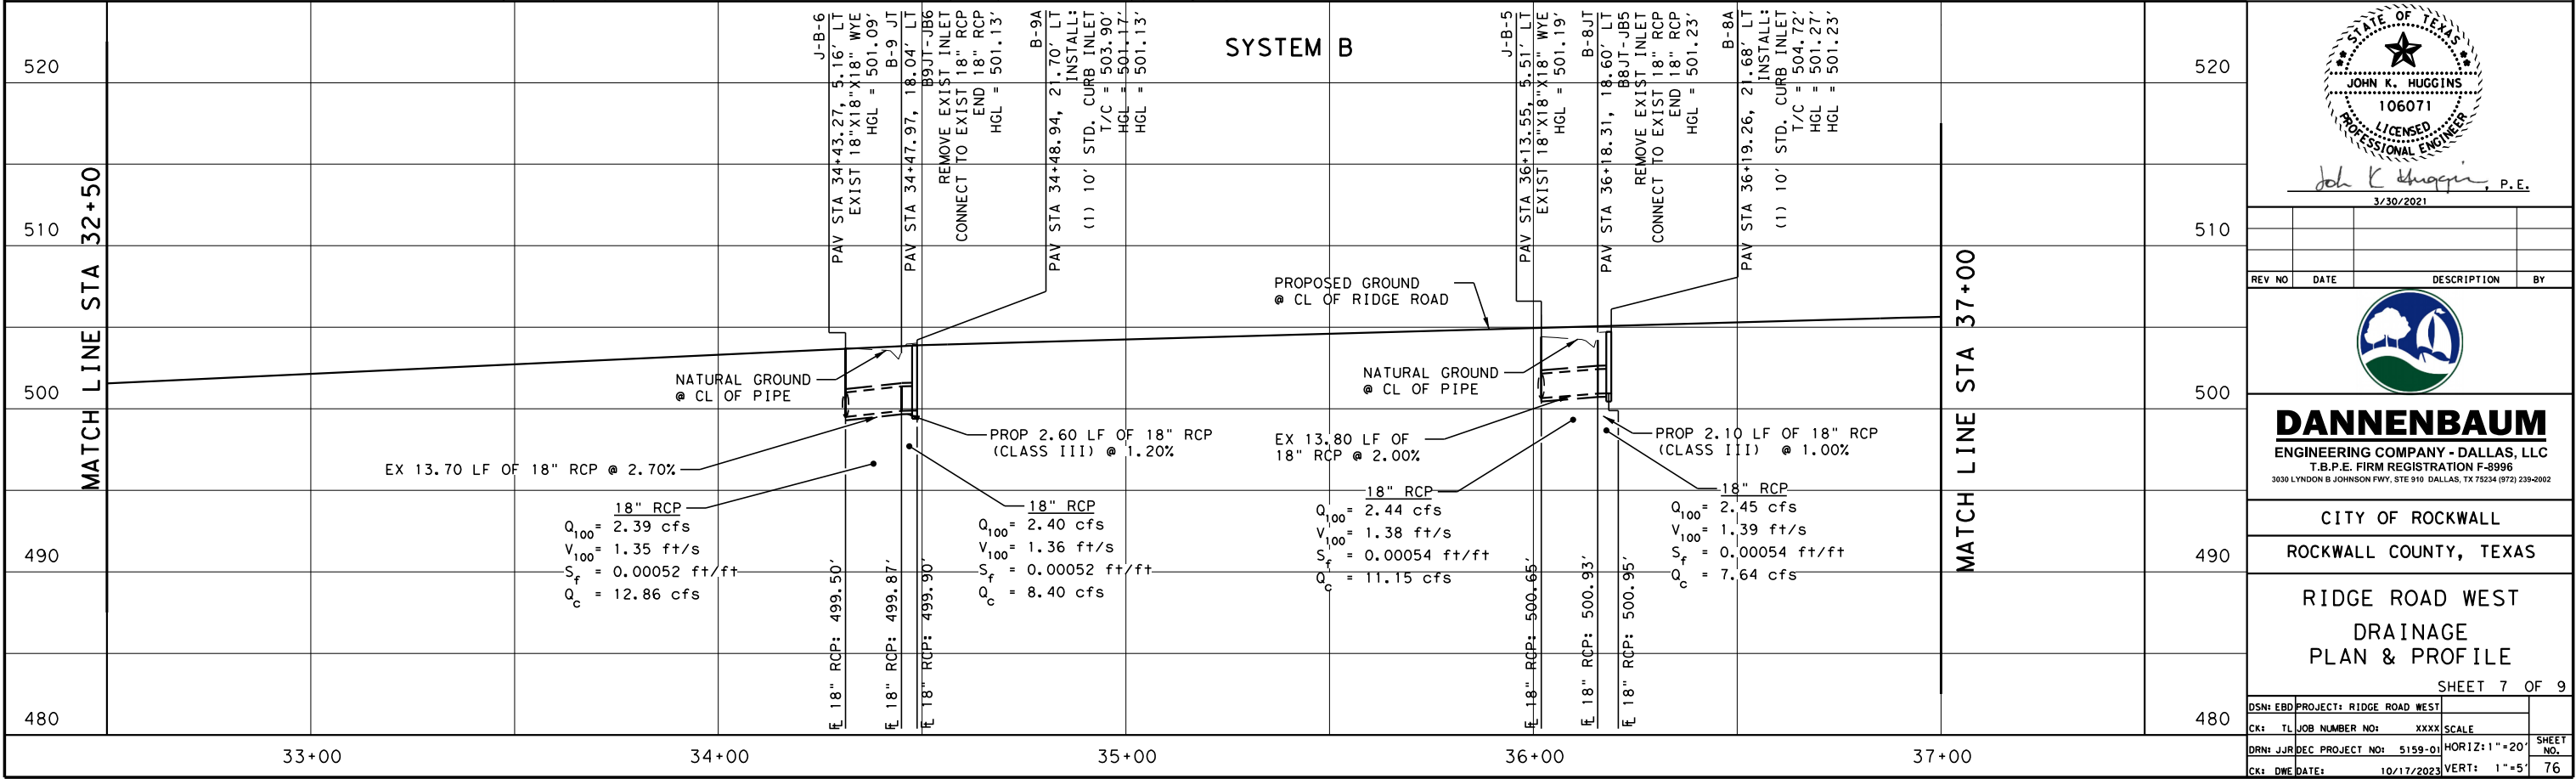 SYSTEM B
520
510
500
490
480
MATCH LINE STA 32+50
J-B-6
PAV STA 34+43.27, 5.16' LT
EXIST 18"X18"X18" WYE
HGL = 501.09'
B-9 JT
PAV STA 34+47.97, 18.04' LT
B9JT-JB6
REMOVE EXIST INLET
CONNECT TO EXIST 18" RCP
END 18" RCP
HGL = 501.13'
B-9A
PAV STA 34+48.94, 21.70' LT
INSTALL:
(1) 10' STD. CURB INLET
T/C = 503.90'
HGL = 501.17'
HGL = 501.13'
J-B-5
PAV STA 36+13.55, 5.51' LT
EXIST 18"X18"X18" WYE
HGL = 501.19'
B-8JT
PAV STA 36+18.31, 18.60' LT
B8JT-JB5
REMOVE EXIST INLET
CONNECT TO EXIST 18" RCP
END 18" RCP
HGL = 501.23'
B-8A
PAV STA 36+19.26, 21.68' LT
INSTALL:
(1) 10' STD. CURB INLET
T/C = 504.72'
HGL = 501.27'
HGL = 501.23'
PROPOSED GROUND
@ CL OF RIDGE ROAD
NATURAL GROUND
@ CL OF PIPE
NATURAL GROUND
@ CL OF PIPE
EX 13.70 LF OF 18" RCP @ 2.70%
PROP 2.60 LF OF 18" RCP
(CLASS III) @ 1.20%
EX 13.80 LF OF
18" RCP @ 2.00%
PROP 2.10 LF OF 18" RCP
(CLASS III) @ 1.00%
18" RCP
Q100= 2.39 cfs
V100= 1.35 ft/s
Sf = 0.00052 ft/ft
Qc = 12.86 cfs
18" RCP
Q100= 2.40 cfs
V100= 1.36 ft/s
Sf = 0.00052 ft/ft
Qc = 8.40 cfs
18" RCP
Q100= 2.44 cfs
V100= 1.38 ft/s
Sf = 0.00054 ft/ft
Qc = 11.15 cfs
18" RCP
Q100= 2.45 cfs
V100= 1.39 ft/s
Sf = 0.00054 ft/ft
Qc = 7.64 cfs
FL 18" RCP: 499.50'
FL 18" RCP: 499.87'
FL 18" RCP: 499.90'
FL 18" RCP: 500.65'
FL 18" RCP: 500.93'
FL 18" RCP: 500.95'
MATCH LINE STA 37+00
520
510
500
490
480
33+00
34+00
35+00
36+00
37+00
STATE OF TEXAS
JOHN K. HUGGINS
106071
LICENSED
PROFESSIONAL ENGINEER
John K Huggins, P.E.
3/30/2021
REV NO DATE DESCRIPTION BY
DANNENBAUM
ENGINEERING COMPANY - DALLAS, LLC
T.B.P.E. FIRM REGISTRATION F-8996
3030 LYNDON B JOHNSON FWY, STE 910 DALLAS, TX 75234 (972) 239-2002
CITY OF ROCKWALL
ROCKWALL COUNTY, TEXAS
RIDGE ROAD WEST
DRAINAGE
PLAN & PROFILE
SHEET 7 OF 9
DSN: EBD PROJECT: RIDGE ROAD WEST
CK: TL JOB NUMBER NO: XXXX SCALE
DRN: JJR DEC PROJECT NO: 5159-01 HORIZ: 1"=20' SHEET NO.
CK: DWE DATE: 10/17/2023 VERT: 1"=5' 76